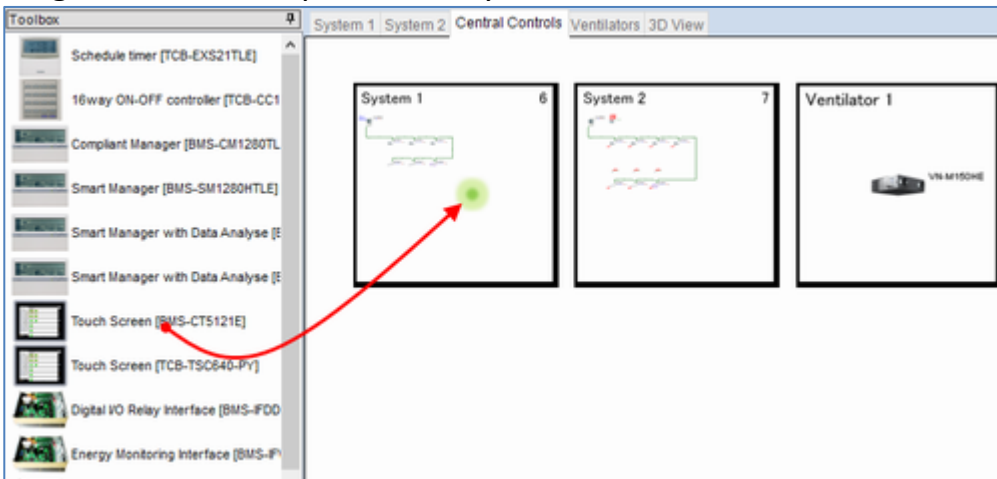 Toolbox
System 1 System 2 Central Controls Ventilators 3D View
Schedule timer [TCB-EXS21TLE]
16way ON-OFF controller [TCB-CC1
Compliant Manager [BMS-CM1280TL
Smart Manager [BMS-SM1280HTLE]
Smart Manager with Data Analyse [E
Smart Manager with Data Analyse [E
Touch Screen [BMS-CT5121E]
Touch Screen [TCB-TSC640-PY]
Digital I/O Relay Interface [BMS-IFDD
Energy Monitoring Interface [BMS-IF
System 1 6
System 2 7
Ventilator 1
VN-M150HE